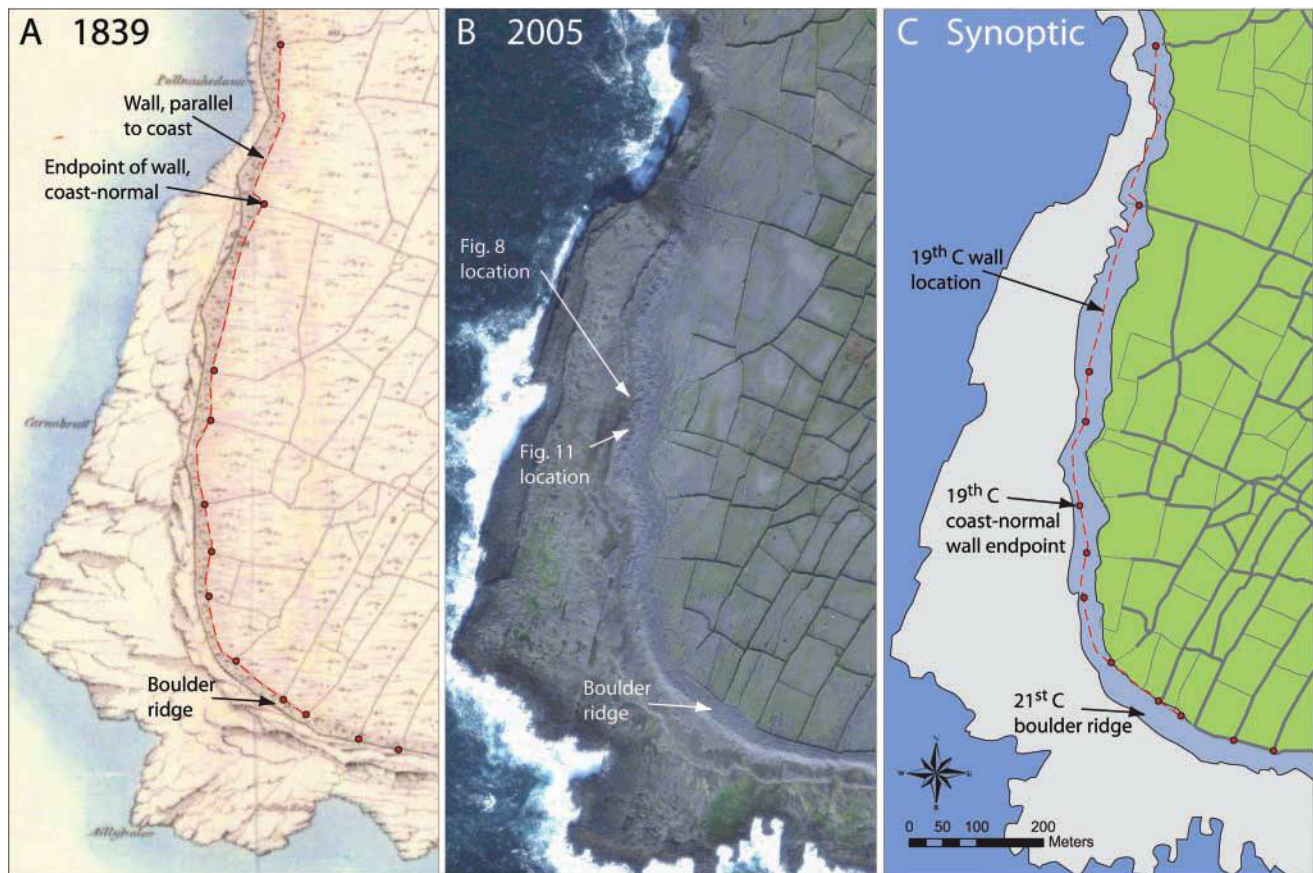 A 1839
Pollnashedaun
Wall, parallel
to coast
Endpoint of wall,
coast-normal
Boulder
ridge
B 2005
Fig. 8
location
Fig. 11
location
Boulder
ridge
C Synoptic
19th C wall
location
19th C
coast-normal
wall endpoint
21st C
boulder ridge
N
W
S
0 50 100 200
Meters